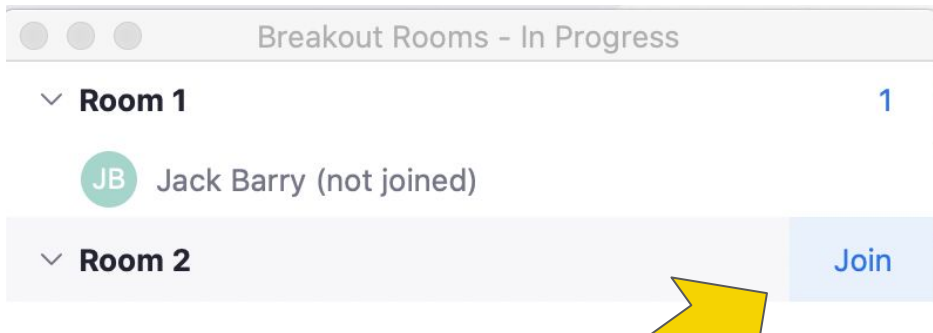 Breakout Rooms - In Progress
Room 1 1
JB Jack Barry (not joined)
Room 2 Join